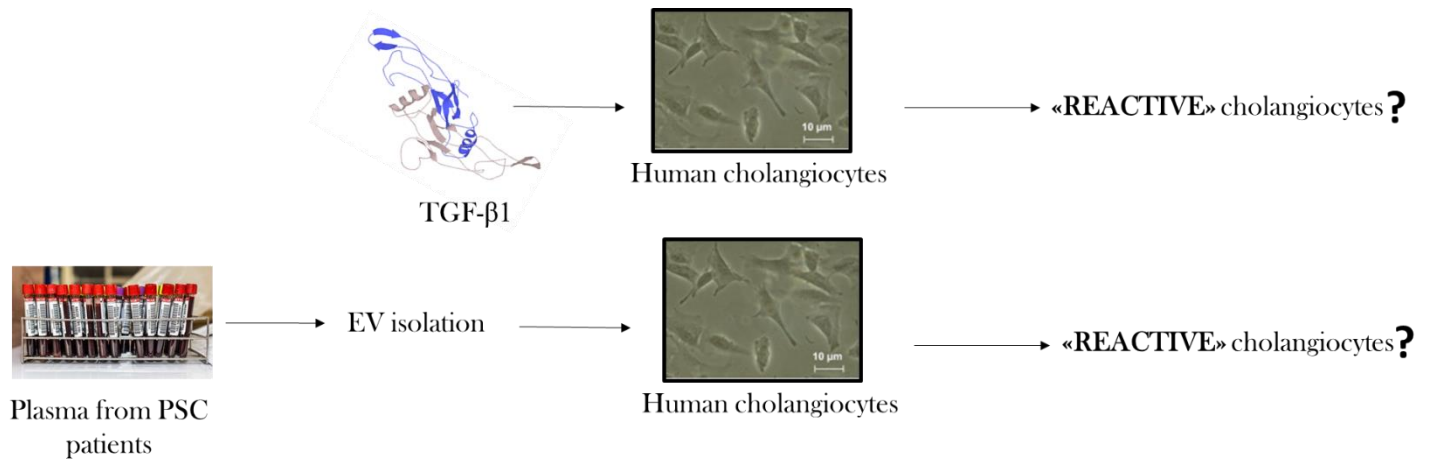 10 µm
«REACTIVE» cholangiocytes?
Human cholangiocytes
TGF-β1
EV isolation
10 µm
«REACTIVE» cholangiocytes?
Human cholangiocytes
Plasma from PSC
patients